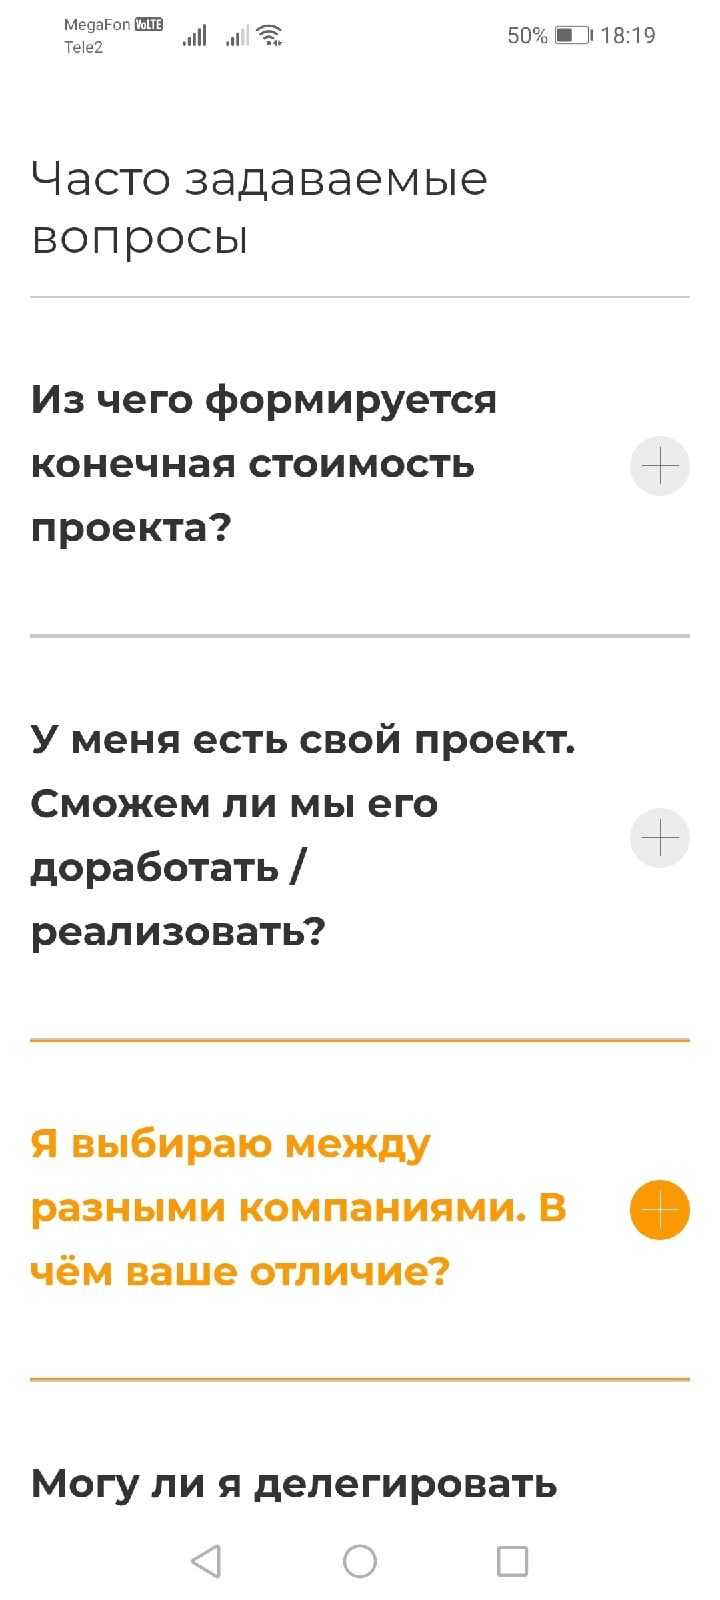 MegaFon VoLTE
Tele2
50% 18:19
Часто задаваемые
вопросы
Из чего формируется
конечная стоимость
проекта?
У меня есть свой проект.
Сможем ли мы его
доработать /
реализовать?
Я выбираю между
разными компаниями. В
чём ваше отличие?
Могу ли я делегировать